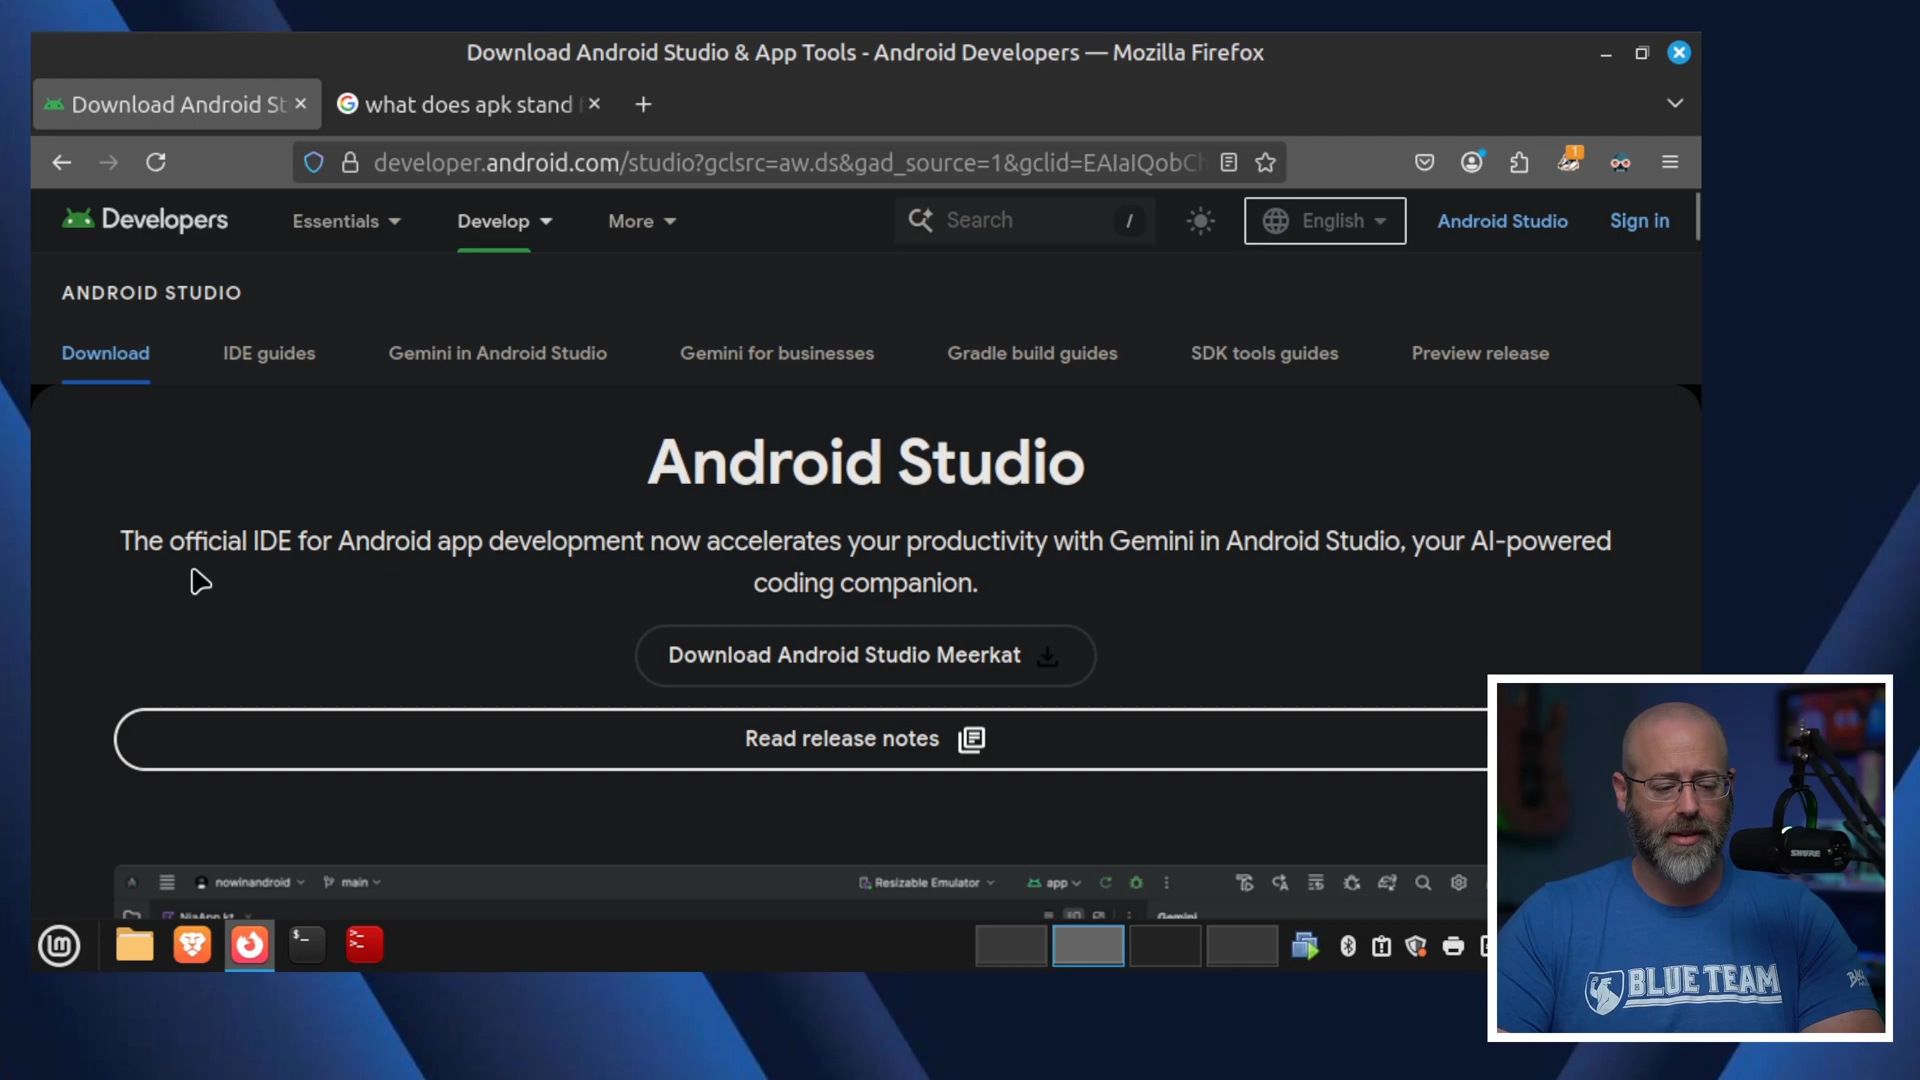 Download Android Studio & App Tools - Android Developers — Mozilla Firefox
Download Android St
what does apk stand
developer.android.com/studio?gclsrc=aw.ds&gad_source=1&gclid=EAIaIQobCh
1
Developers
Essentials
Develop
More
Search
/
English
Android Studio
Sign in
ANDROID STUDIO
Download
IDE guides
Gemini in Android Studio
Gemini for businesses
Gradle build guides
SDK tools guides
Preview release
Android Studio
The official IDE for Android app development now accelerates your productivity with Gemini in Android Studio, your AI-powered
coding companion.
Download Android Studio Meerkat
Read release notes
nowinandroid
main
Resizable Emulator
app
NiaApp.kt
Gemini
SHURE
BLUE TEAM